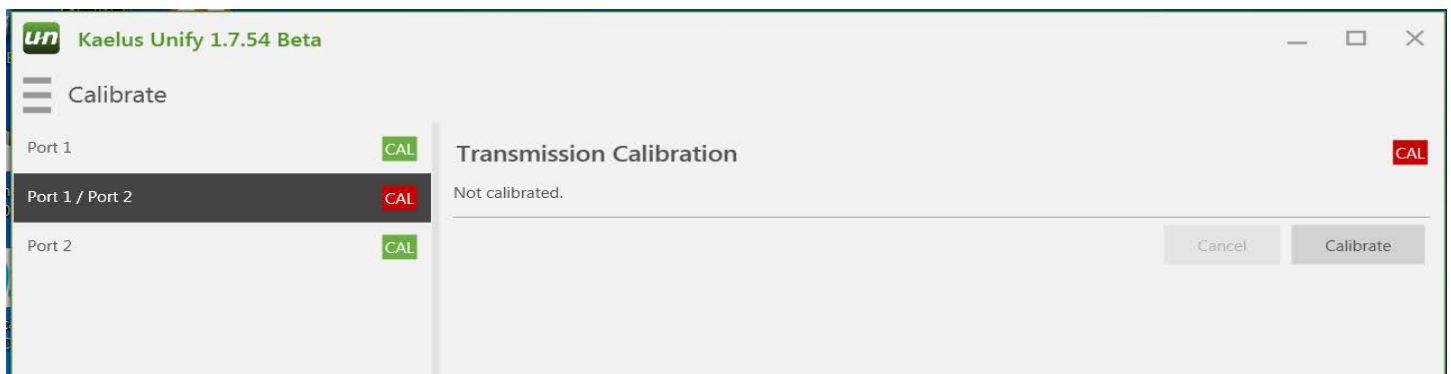 un Kaelus Unify 1.7.54 Beta
Calibrate
Port 1 CAL
Port 1 / Port 2 CAL
Port 2 CAL
Transmission Calibration CAL
Not calibrated.
Cancel Calibrate